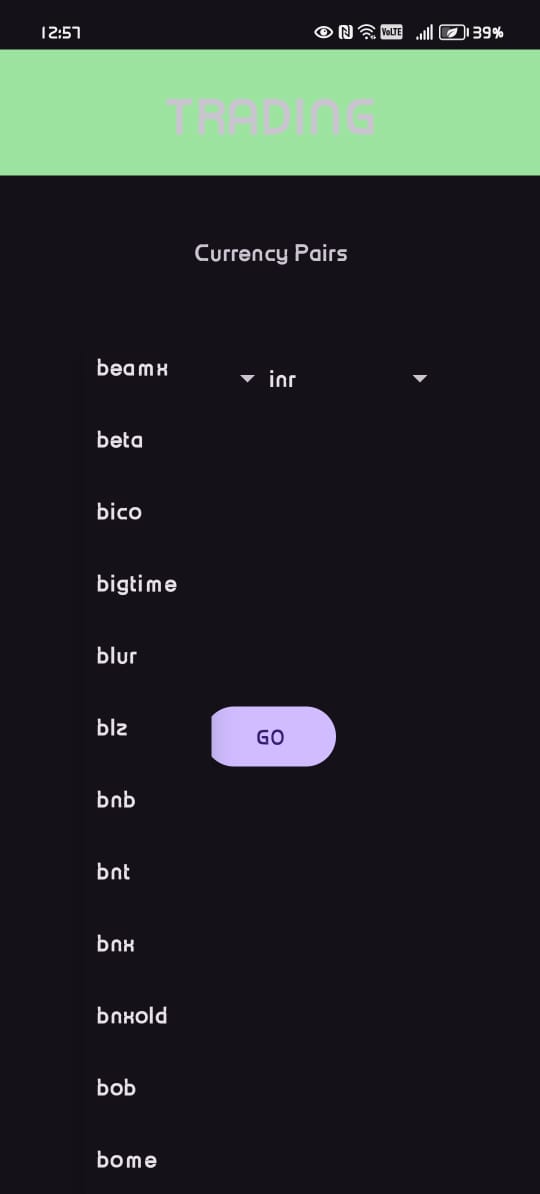 12:57
VoLTE
39%
TRADING
Currency Pairs
beamx
inr
beta
bico
bigtime
blur
blz
GO
bnb
bnt
bnx
bnxold
bob
bome